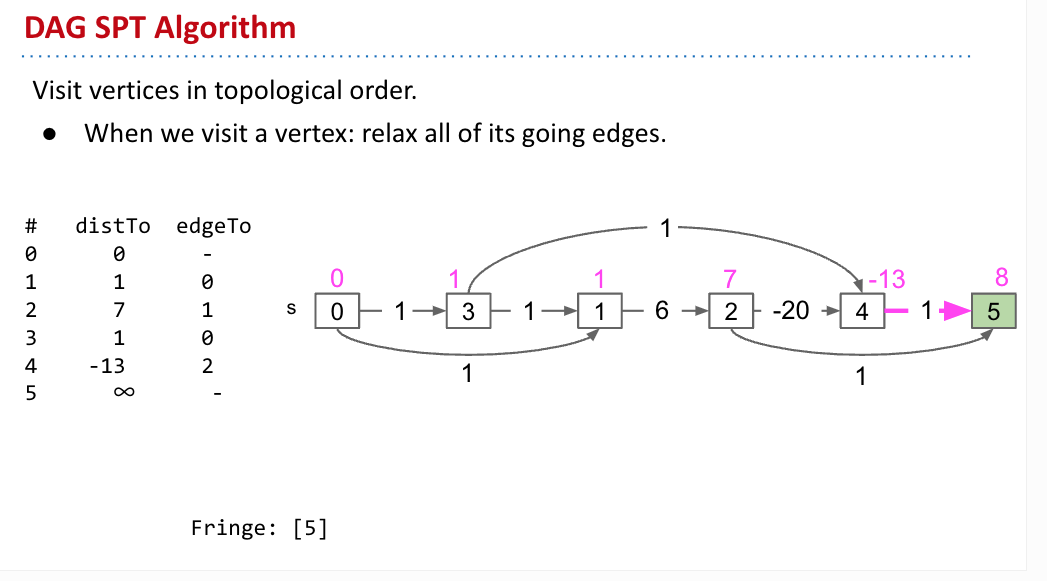 DAG SPT Algorithm
Visit vertices in topological order.
● When we visit a vertex: relax all of its going edges.
# distTo edgeTo
0 0 -
1 1 0
2 7 1
3 1 0
4 -13 2
5 ∞ -
1
0 1 1 7 -13 8
s 0 1 3 1 1 6 2 -20 4 1 5
1 1
Fringe: [5]